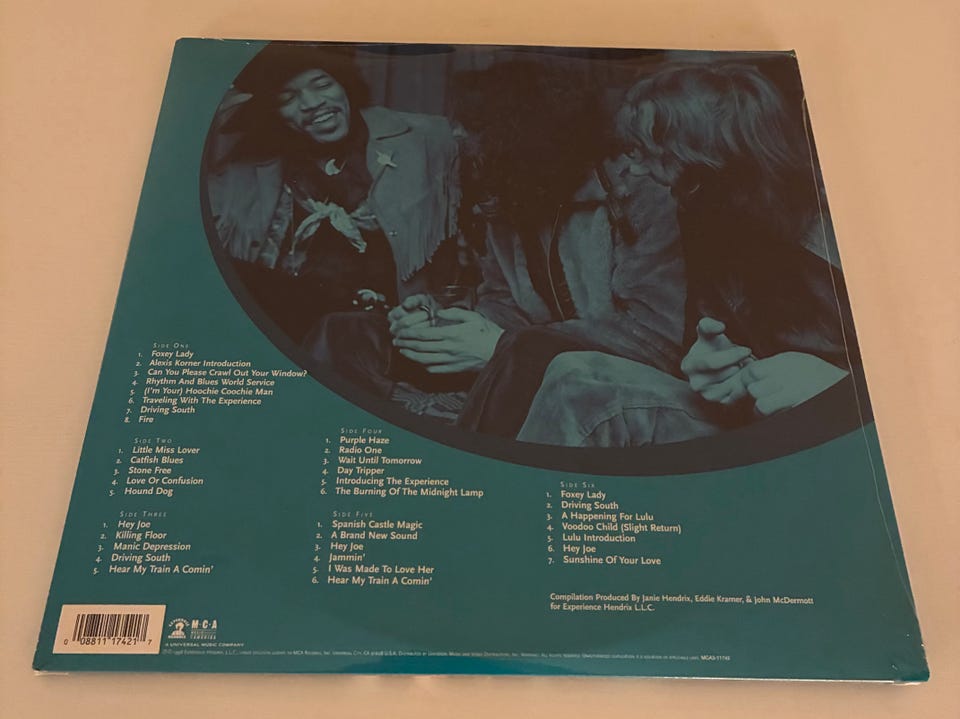 Side One
1. Foxey Lady
2. Alexis Korner Introduction
3. Can You Please Crawl Out Your Window?
4. Rhythm And Blues World Service
5. (I'm Your) Hoochie Coochie Man
6. Traveling With The Experience
7. Driving South
8. Fire
Side Two
1. Little Miss Lover
2. Catfish Blues
3. Stone Free
4. Love Or Confusion
5. Hound Dog
Side Three
1. Hey Joe
2. Killing Floor
3. Manic Depression
4. Driving South
5. Hear My Train A Comin'
Side Four
1. Purple Haze
2. Radio One
3. Wait Until Tomorrow
4. Day Tripper
5. Introducing The Experience
6. The Burning Of The Midnight Lamp
Side Five
1. Spanish Castle Magic
2. A Brand New Sound
3. Hey Joe
4. Jammin'
5. I Was Made To Love Her
6. Hear My Train A Comin'
Side Six
1. Foxey Lady
2. Driving South
3. A Happening For Lulu
4. Voodoo Child (Slight Return)
5. Lulu Introduction
6. Hey Joe
7. Sunshine Of Your Love
Compilation Produced By Janie Hendrix, Eddie Kramer, & John McDermott
for Experience Hendrix L.L.C.
0 08811 17421 7
MCA
A UNIVERSAL MUSIC COMPANY